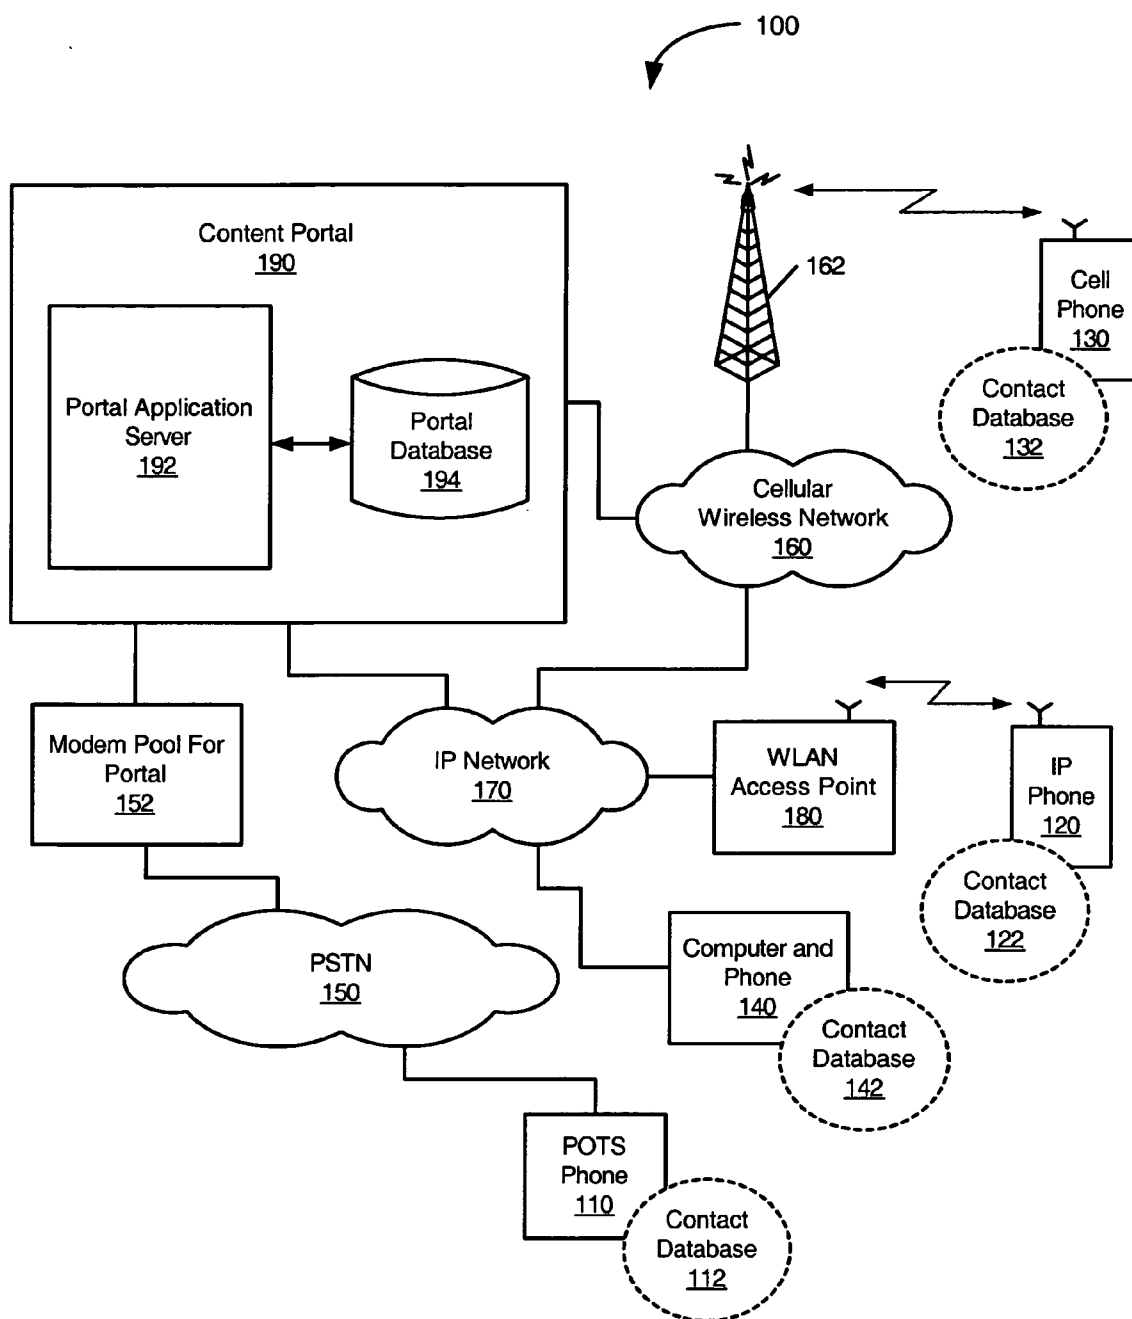 100
Content Portal
190
162
Cell
Phone
130
Portal Application
Server
192
Portal
Database
194
Contact
Database
132
Cellular
Wireless Network
160
Modem Pool For
Portal
152
IP Network
170
WLAN
Access Point
180
IP
Phone
120
Contact
Database
122
PSTN
150
Computer and
Phone
140
Contact
Database
142
POTS
Phone
110
Contact
Database
112